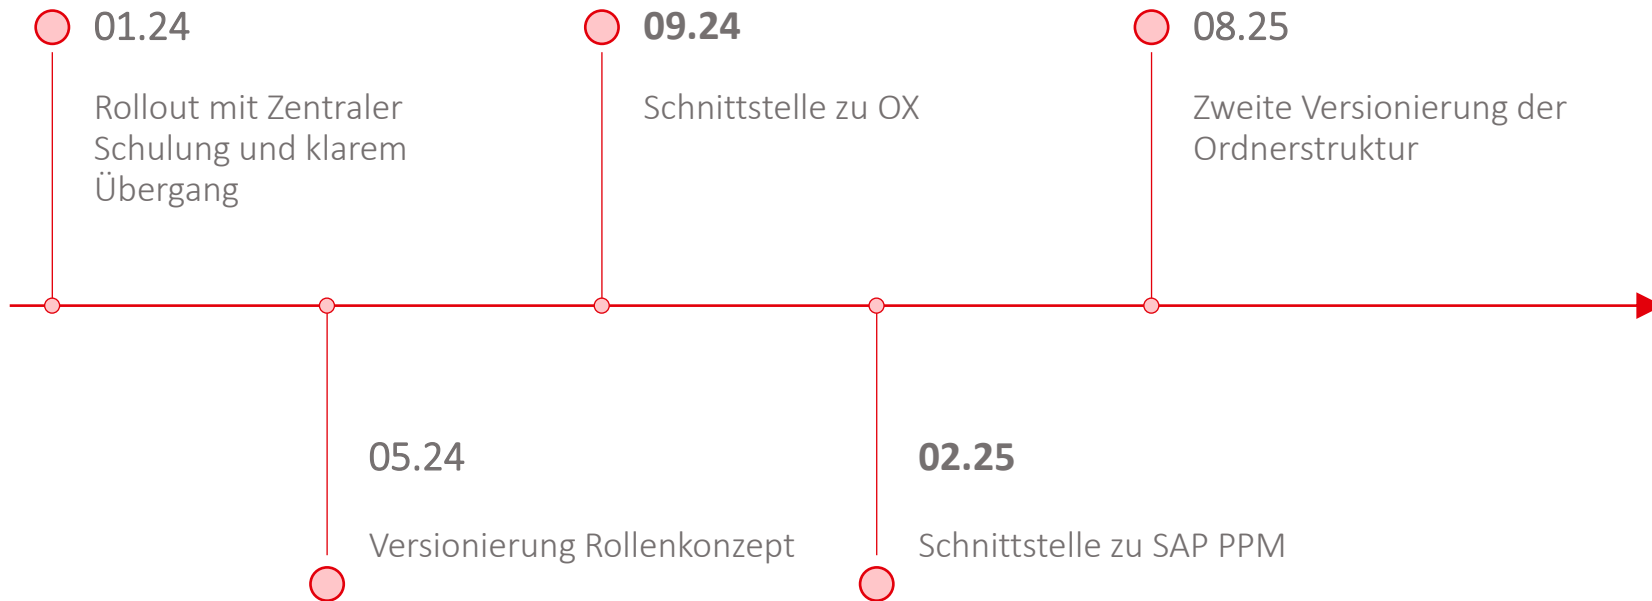 01.24
Rollout mit Zentraler
Schulung und klarem
Übergang
09.24
Schnittstelle zu OX
08.25
Zweite Versionierung der
Ordnerstruktur
05.24
Versionierung Rollenkonzept
02.25
Schnittstelle zu SAP PPM